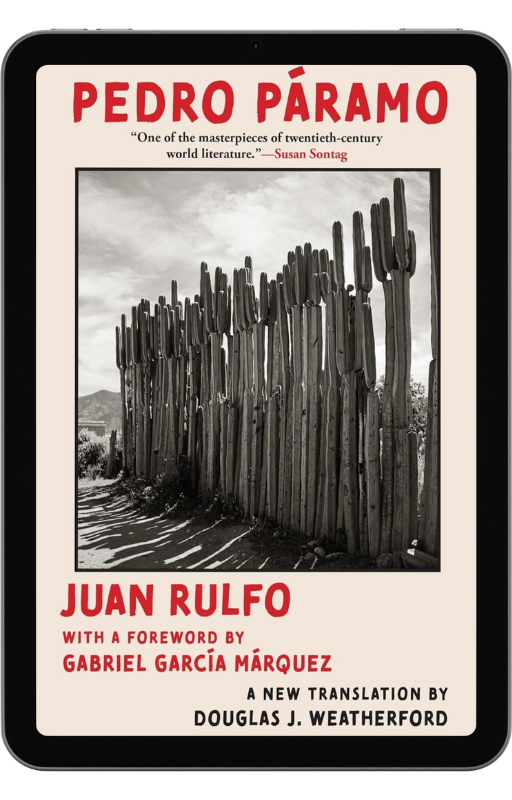 PEDRO PÁRAMO
“One of the masterpieces of twentieth-century
world literature.”—Susan Sontag
JUAN RULFO
WITH A FOREWORD BY
GABRIEL GARCÍA MÁRQUEZ
A NEW TRANSLATION BY
DOUGLAS J. WEATHERFORD